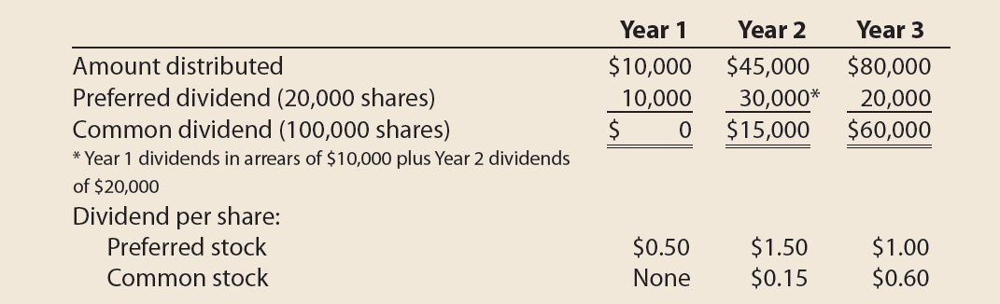 Year 1 Year 2 Year 3
Amount distributed $10,000 $45,000 $80,000
Preferred dividend (20,000 shares) 10,000 30,000* 20,000
Common dividend (100,000 shares) $ 0 $15,000 $60,000
* Year 1 dividends in arrears of $10,000 plus Year 2 dividends
of $20,000
Dividend per share:
Preferred stock $0.50 $1.50 $1.00
Common stock None $0.15 $0.60